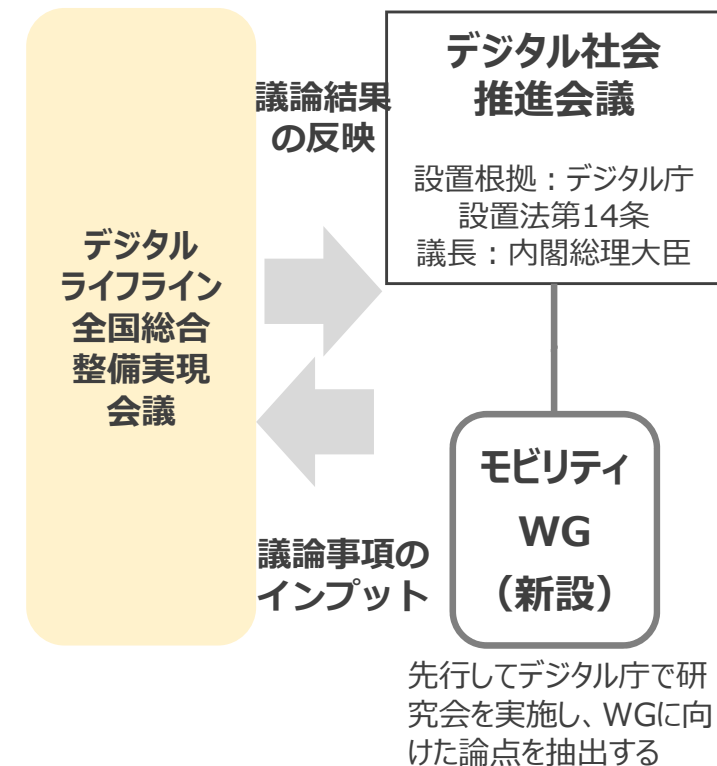 デジタル
ライフライン
全国総合
整備実現
会議
議論結果
の反映
デジタル社会
推進会議
設置根拠：デジタル庁
設置法第14条
議長：内閣総理大臣
議論事項の
インプット
モビリティ
WG
（新設）
先行してデジタル庁で研
究会を実施し、WGに向
けた論点を抽出する